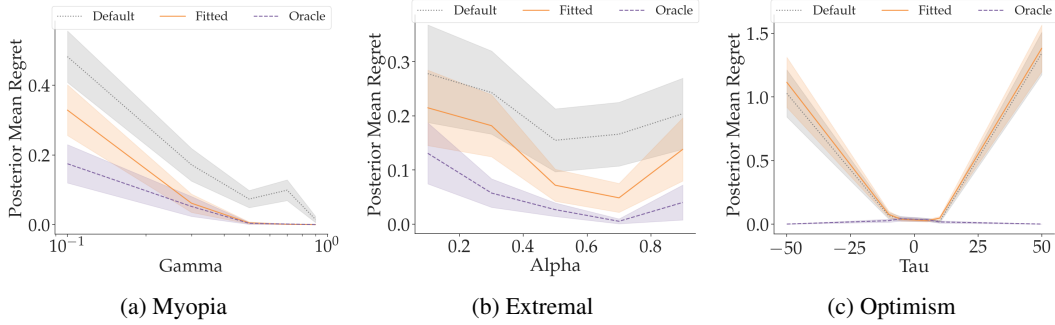 Default Fitted Oracle
Posterior Mean Regret
0.4
0.2
0.0
10⁻¹ 10⁰
Gamma
(a) Myopia
Default Fitted Oracle
Posterior Mean Regret
0.3
0.2
0.1
0.0
0.2 0.4 0.6 0.8
Alpha
(b) Extremal
Default Fitted Oracle
Posterior Mean Regret
1.5
1.0
0.5
0.0
−50 −25 0 25 50
Tau
(c) Optimism